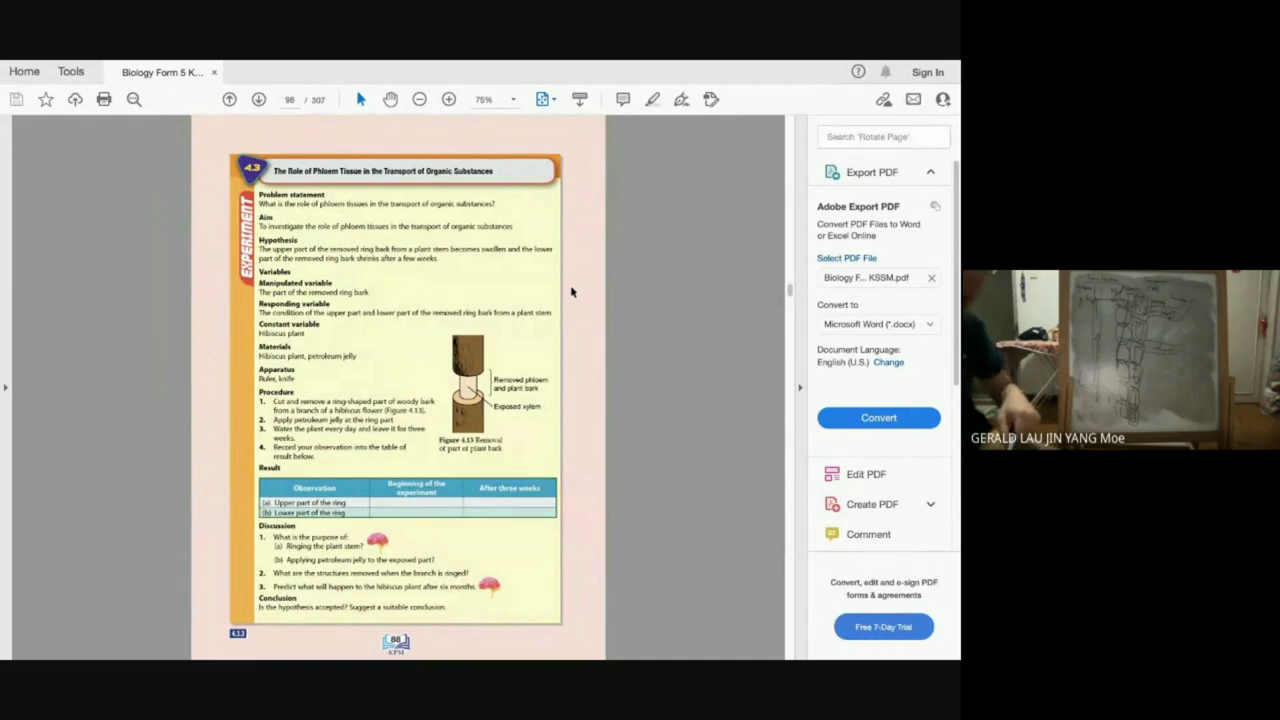 Home
Tools
Biology Form 5 K...
Sign In
98 / 307
75%
Search 'Rotate Page'
Export PDF
Adobe Export PDF
Convert PDF Files to Word
or Excel Online
Select PDF File
Biology F... KSSM.pdf
Convert to
Microsoft Word (*.docx)
Document Language:
English (U.S.) Change
Convert
Edit PDF
Create PDF
Comment
Convert, edit and e-sign PDF
forms & agreements
Free 7-Day Trial
4.3
The Role of Phloem Tissue in the Transport of Organic Substances
EXPERIMENT
Problem statement
What is the role of phloem tissues in the transport of organic substances?
Aim
To investigate the role of phloem tissues in the transport of organic substances
Hypothesis
The upper part of the removed ring bark from a plant stem becomes swollen and the lower
part of the removed ring bark shrinks after a few weeks.
Variables
Manipulated variable
The part of the removed ring bark
Responding variable
The condition of the upper part and lower part of the removed ring bark from a plant stem
Constant variable
Hibiscus plant
Materials
Hibiscus plant, petroleum jelly
Apparatus
Ruler, knife
Procedure
1. Cut and remove a ring-shaped part of woody bark
from a branch of a hibiscus flower (Figure 4.13).
2. Apply petroleum jelly at the ring part
3. Water the plant every day and leave it for three
weeks.
4. Record your observation into the table of
result below.
Removed phloem
and plant bark
Exposed xylem
Figure 4.13 Removal
of part of plant bark
Result
Observation
Beginning of the
experiment
After three weeks
(a) Upper part of the ring
(b) Lower part of the ring
Discussion
1. What is the purpose of:
(a) Ringing the plant stem?
(b) Applying petroleum jelly to the exposed part?
2. What are the structures removed when the branch is ringed?
3. Predict what will happen to the hibiscus plant after six months.
Conclusion
Is the hypothesis accepted? Suggest a suitable conclusion.
4.3.3
88
KPM
GERALD LAU JIN YANG Moe